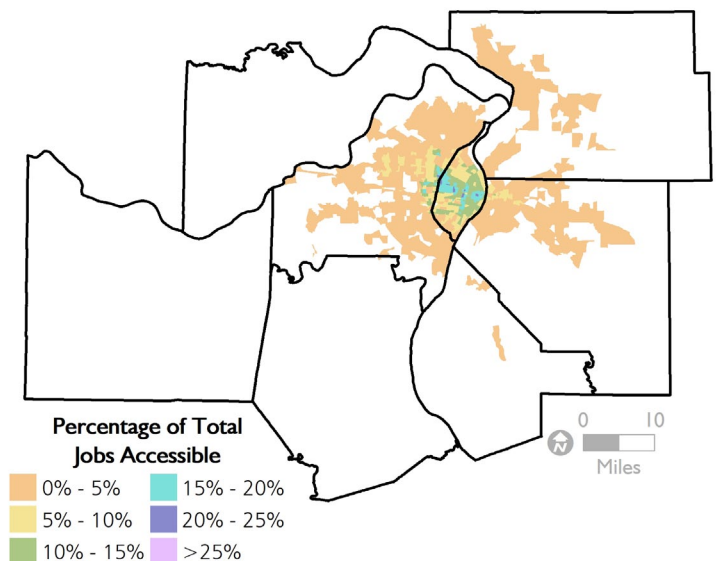 Percentage of Total
Jobs Accessible
0% - 5%
5% - 10%
10% - 15%
15% - 20%
20% - 25%
>25%
N
0 10
Miles